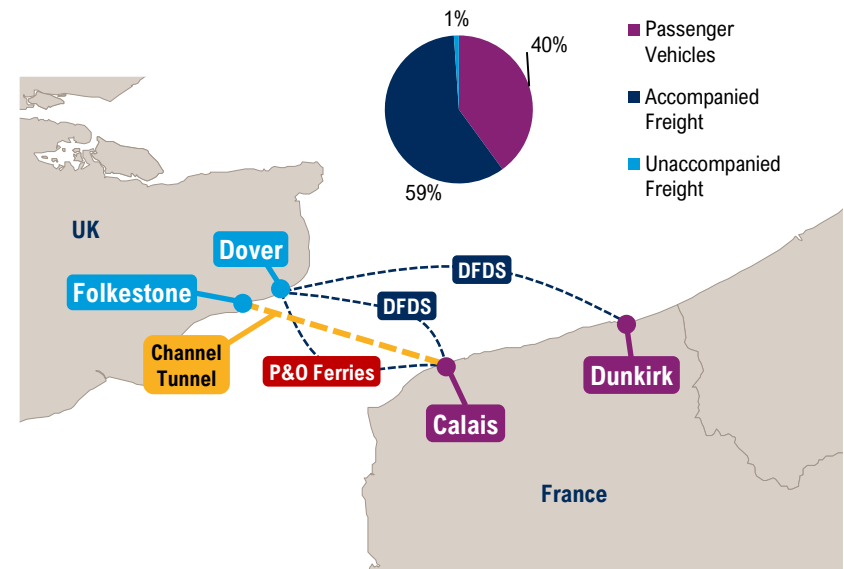 1%
40%
59%
Passenger
Vehicles
Accompanied
Freight
Unaccompanied
Freight
UK
Dover
DFDS
Folkestone
DFDS
Channel
Tunnel
P&O Ferries
Dunkirk
Calais
France